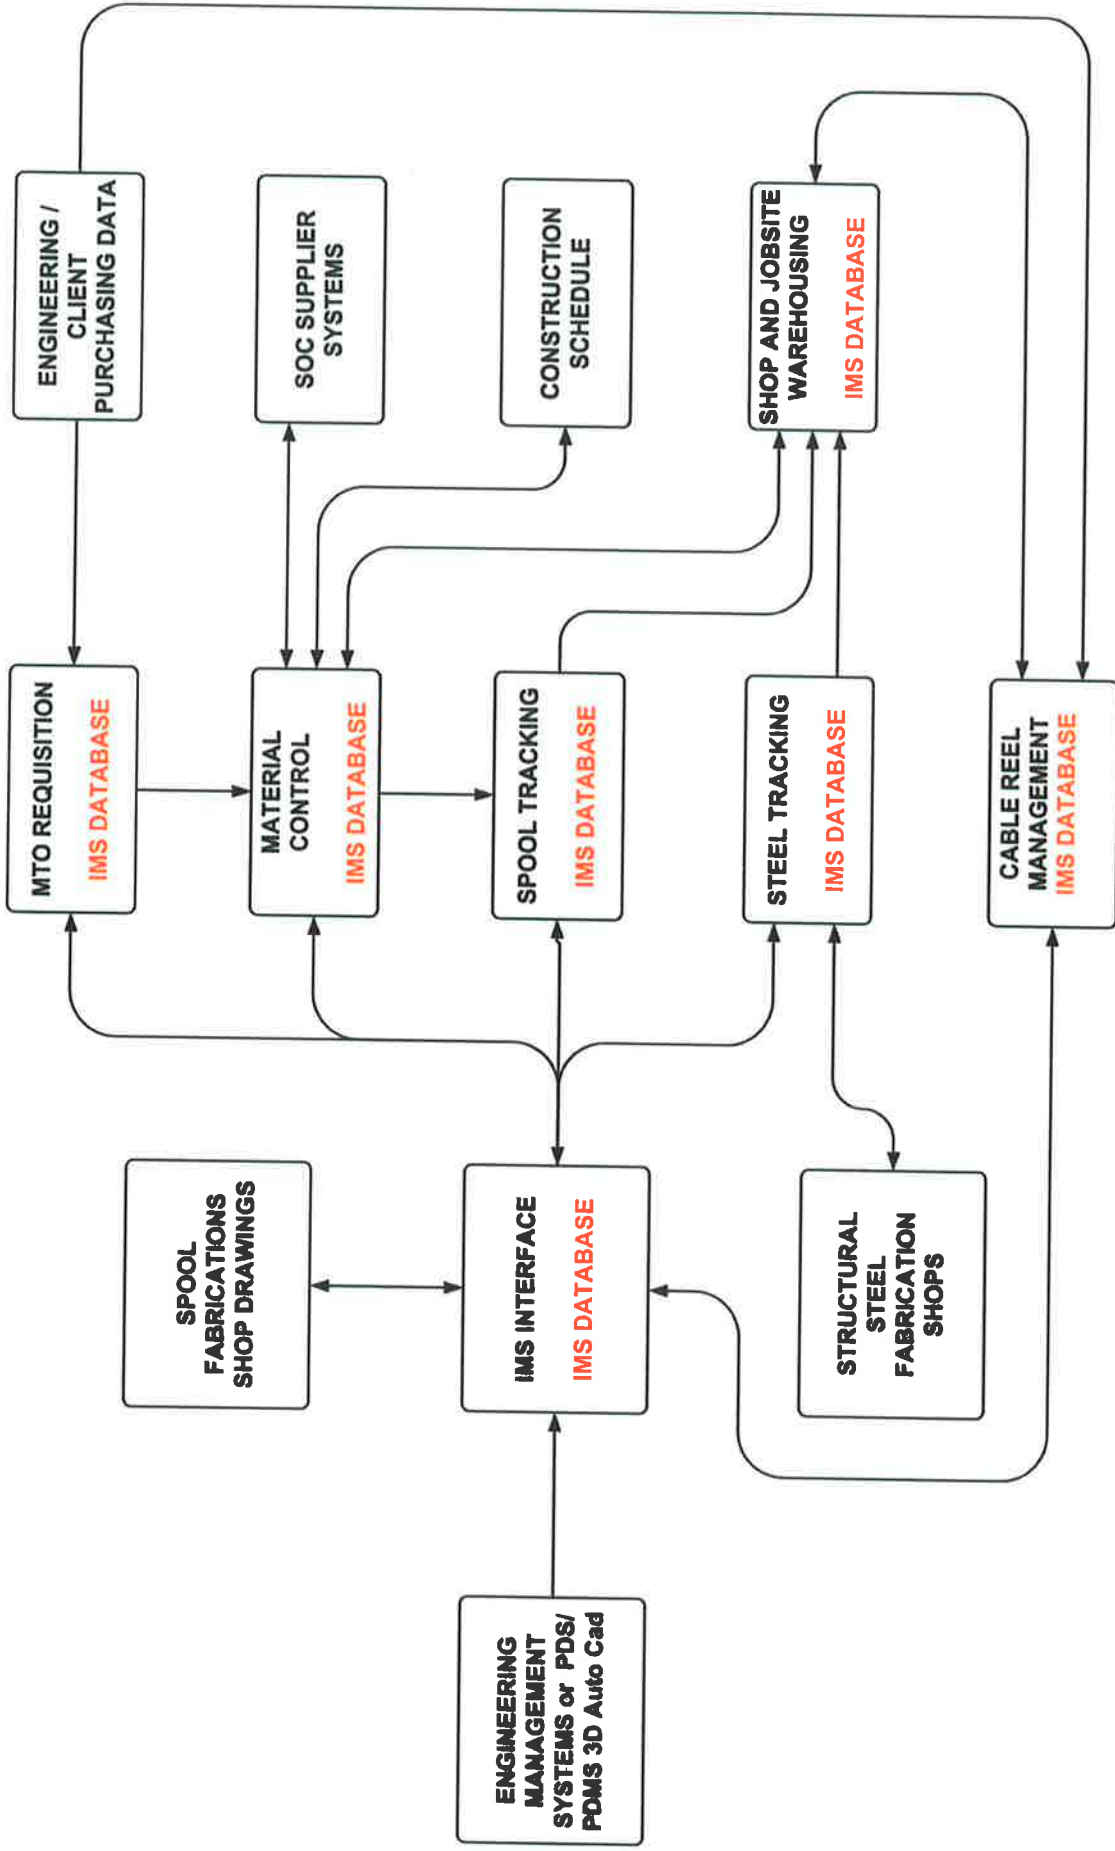 ENGINEERING
MANAGEMENT
SYSTEMS or PDS/
PDMS 3D Auto Cad
SPOOL
FABRICATIONS
SHOP DRAWINGS
IMS INTERFACE
IMS DATABASE
STRUCTURAL
STEEL
FABRICATION
SHOPS
MTO REQUISITION
IMS DATABASE
MATERIAL
CONTROL
IMS DATABASE
SPOOL TRACKING
IMS DATABASE
STEEL TRACKING
IMS DATABASE
CABLE REEL
MANAGEMENT
IMS DATABASE
ENGINEERING /
CLIENT
PURCHASING DATA
SOC SUPPLIER
SYSTEMS
CONSTRUCTION
SCHEDULE
SHOP AND JOBSITE
WAREHOUSING
IMS DATABASE